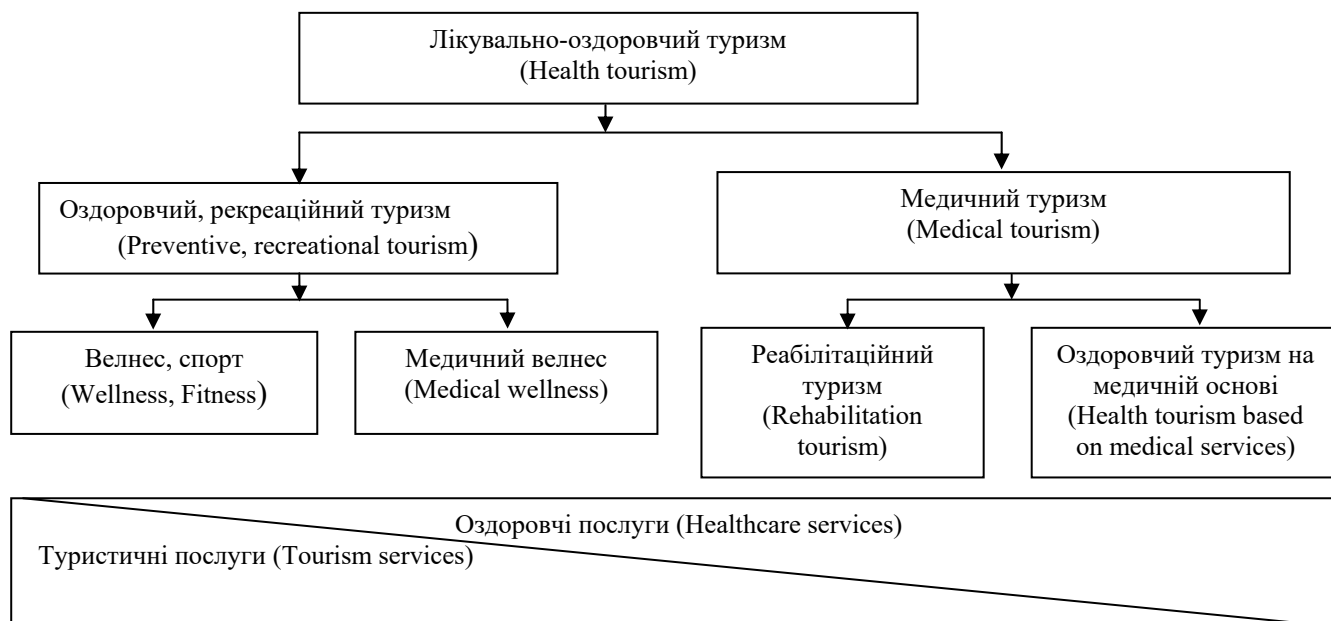 Лікувально-оздоровчий туризм
(Health tourism)
Оздоровчий, рекреаційний туризм
(Preventive, recreational tourism)
Медичний туризм
(Medical tourism)
Велнес, спорт
(Wellness, Fitness)
Медичний велнес
(Medical wellness)
Реабілітаційний
туризм
(Rehabilitation
tourism)
Оздоровчий туризм на
медичній основі
(Health tourism based
on medical services)
Оздоровчі послуги (Healthcare services)
Туристичні послуги (Tourism services)